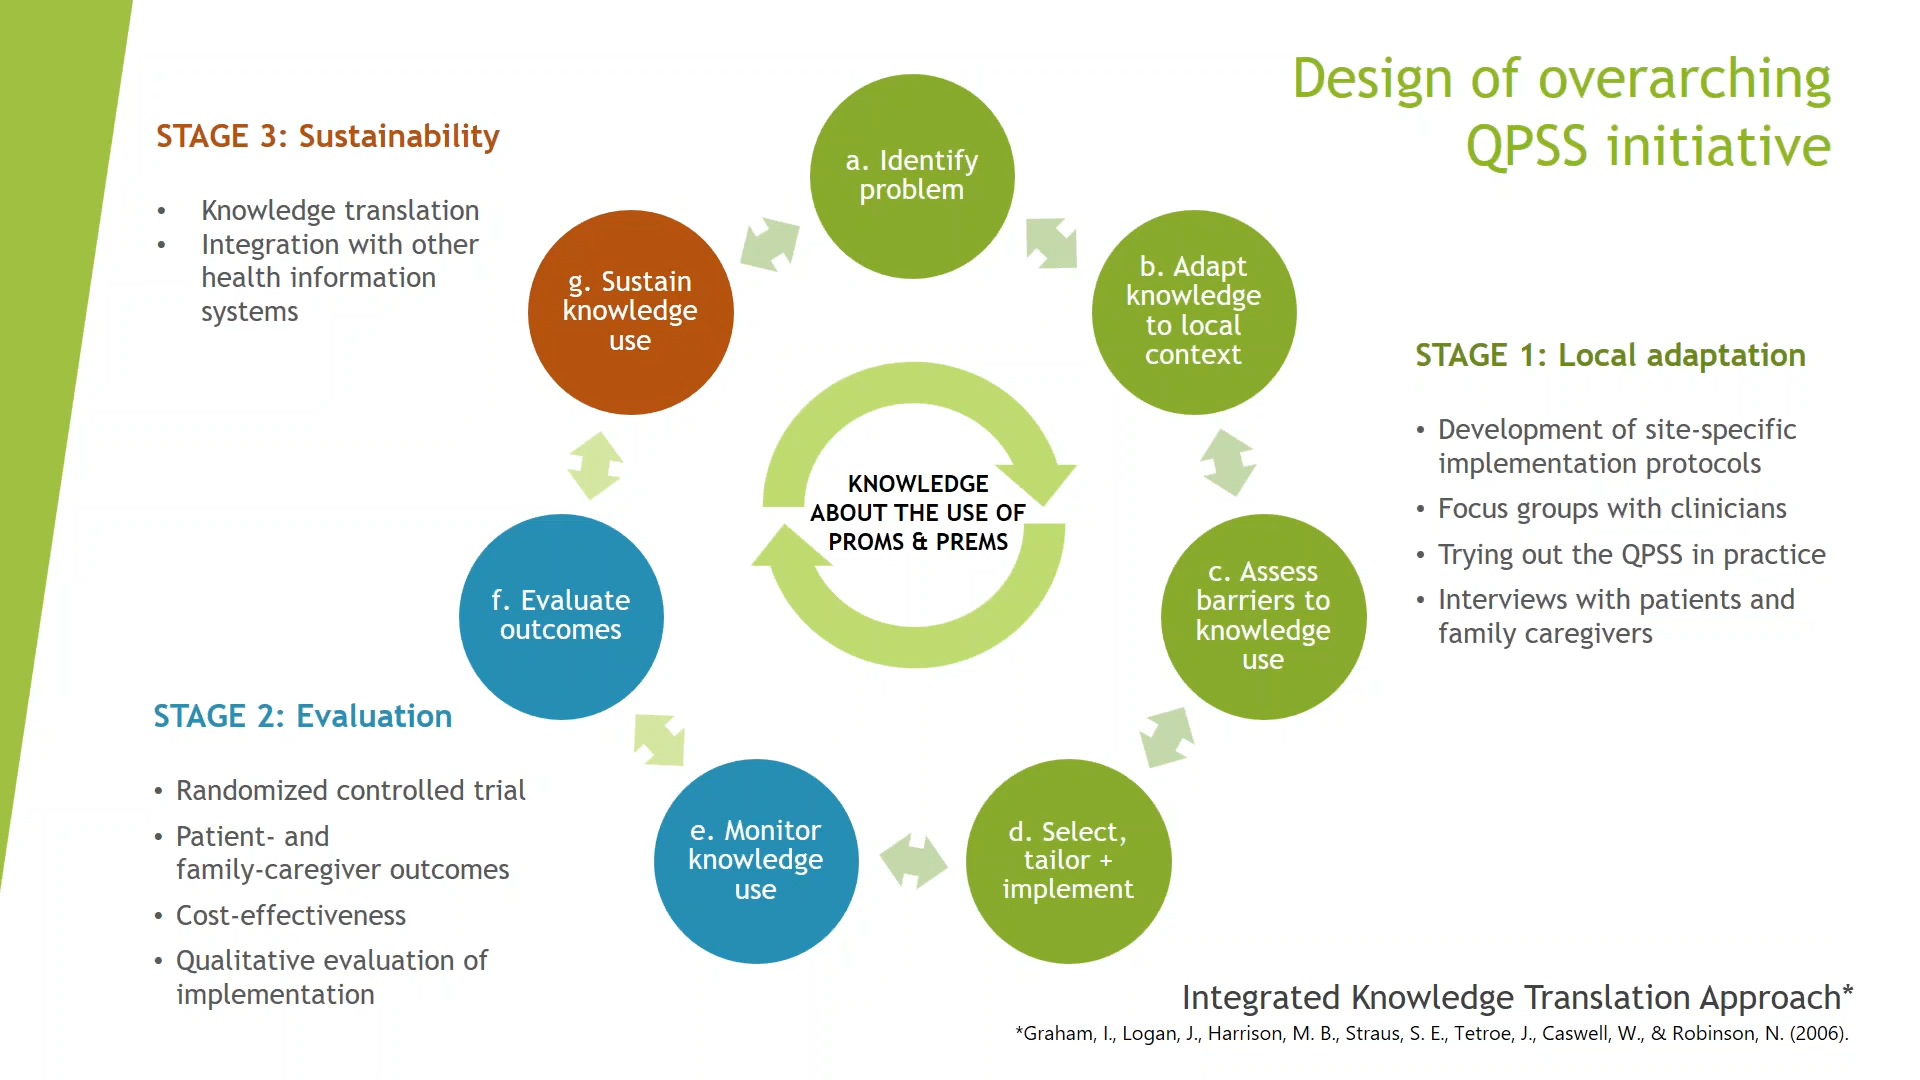 Design of overarching
QPSS initiative
STAGE 3: Sustainability
• Knowledge translation
• Integration with other
health information
systems
a. Identify
problem
b. Adapt
knowledge
to local
context
c. Assess
barriers to
knowledge
use
d. Select,
tailor +
implement
e. Monitor
knowledge
use
f. Evaluate
outcomes
g. Sustain
knowledge
use
KNOWLEDGE
ABOUT THE USE OF
PROMS & PREMS
STAGE 1: Local adaptation
• Development of site-specific
implementation protocols
• Focus groups with clinicians
• Trying out the QPSS in practice
• Interviews with patients and
family caregivers
STAGE 2: Evaluation
• Randomized controlled trial
• Patient- and
family-caregiver outcomes
• Cost-effectiveness
• Qualitative evaluation of
implementation
Integrated Knowledge Translation Approach*
*Graham, I., Logan, J., Harrison, M. B., Straus, S. E., Tetroe, J., Caswell, W., & Robinson, N. (2006).